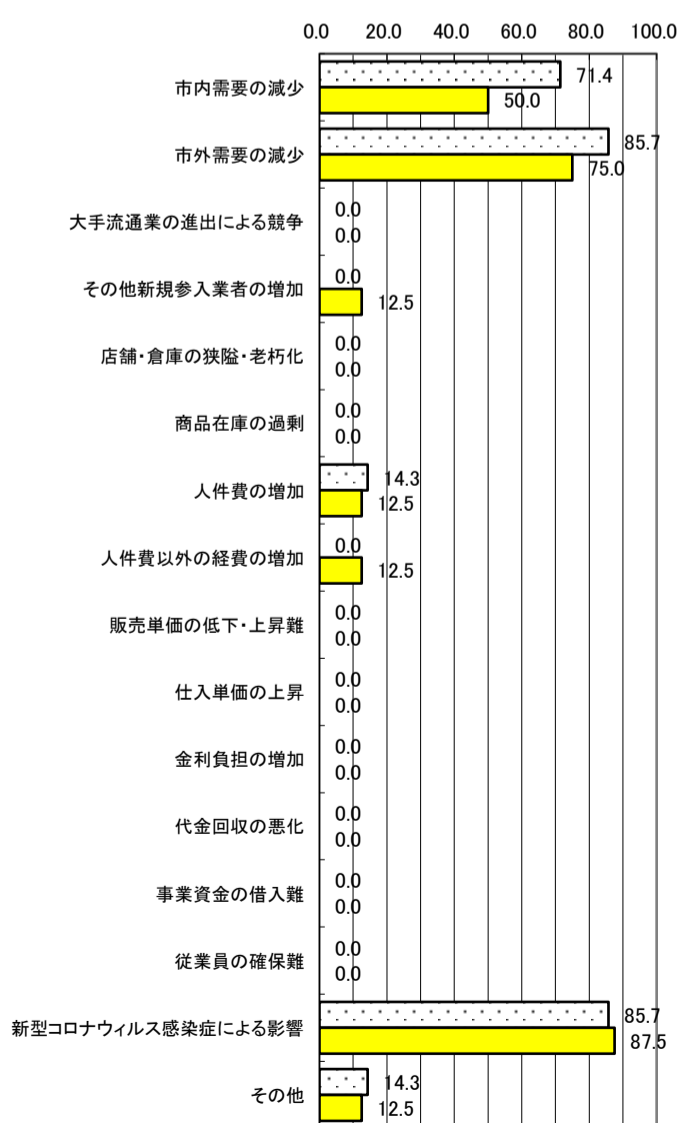 0.0 20.0 40.0 60.0 80.0 100.0
市内需要の減少
71.4
50.0
市外需要の減少
85.7
75.0
大手流通業の進出による競争
0.0
0.0
その他新規参入業者の増加
0.0
12.5
店舗・倉庫の狭隘・老朽化
0.0
0.0
商品在庫の過剰
0.0
0.0
人件費の増加
14.3
12.5
人件費以外の経費の増加
0.0
12.5
販売単価の低下・上昇難
0.0
0.0
仕入単価の上昇
0.0
0.0
金利負担の増加
0.0
0.0
代金回収の悪化
0.0
0.0
事業資金の借入難
0.0
0.0
従業員の確保難
0.0
0.0
新型コロナウィルス感染症による影響
85.7
87.5
その他
14.3
12.5